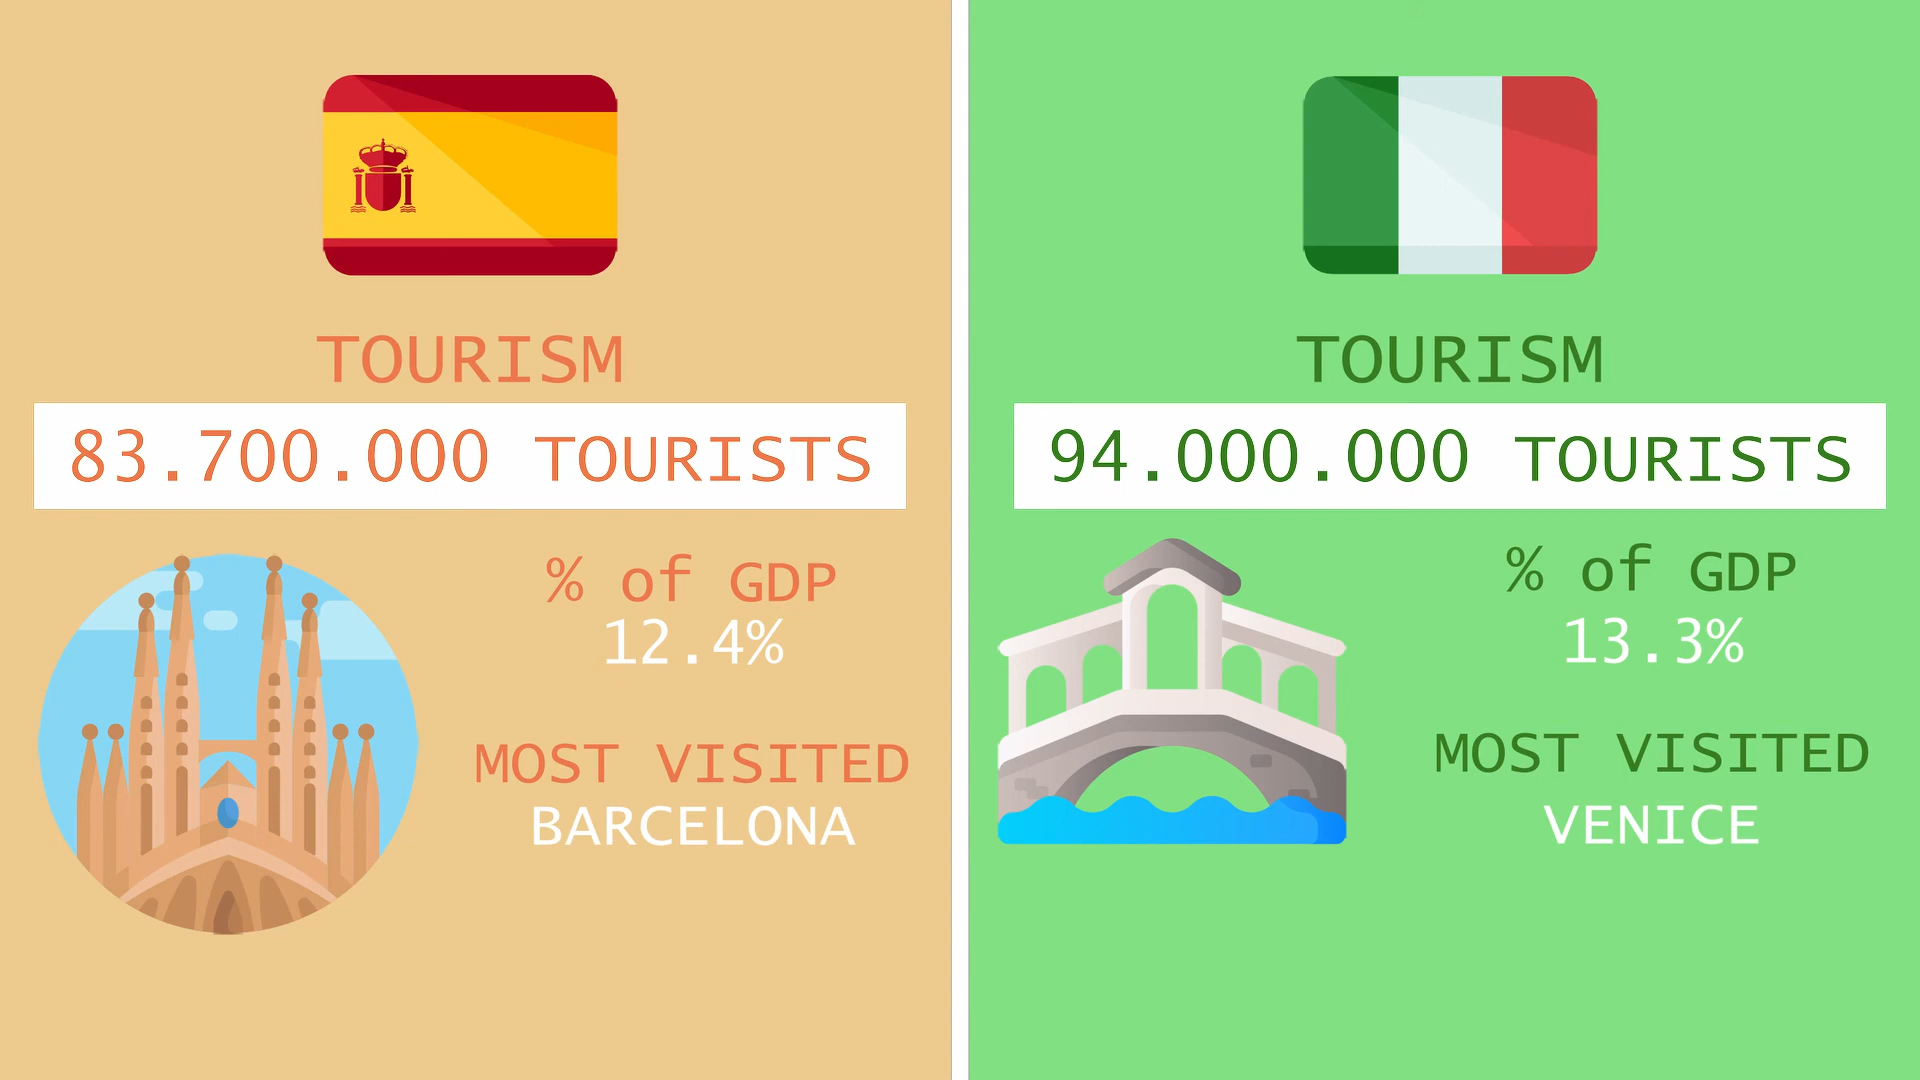 TOURISM
83.700.000 TOURISTS
% of GDP
12.4%
MOST VISITED
BARCELONA
TOURISM
94.000.000 TOURISTS
% of GDP
13.3%
MOST VISITED
VENICE